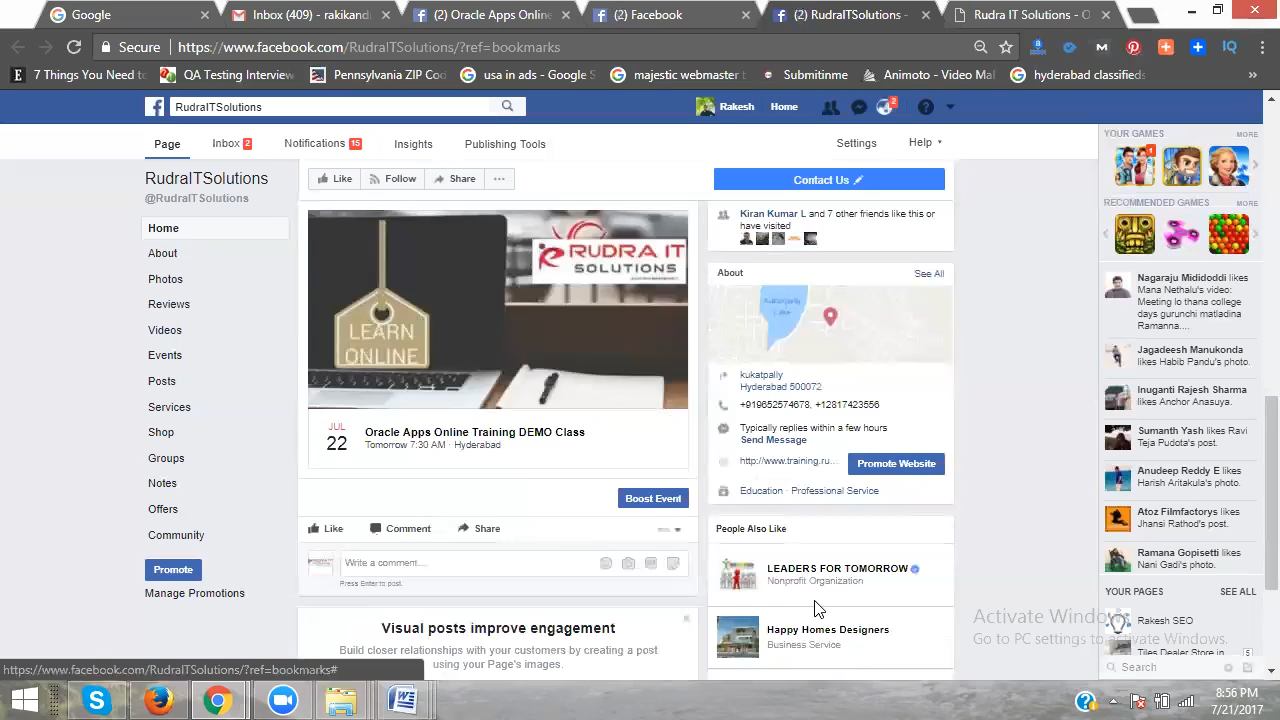 Google
Inbox (409) - rakikandi
(2) Oracle Apps Onlin
(2) Facebook
(2) RudraITSolutions -
Rudra IT Solutions - O
Secure
https://www.facebook.com/RudraITSolutions/?ref=bookmarks
7 Things You Need to
QA Testing Interview
Pennsylvania ZIP Co
usa in ads - Google S
majestic webmaster t
Submitinme
Animoto - Video Ma
hyderabad classifieds
»
RudraITSolutions
Rakesh
Home
2
Page
Inbox 2
Notifications 15
Insights
Publishing Tools
Settings
Help
RudraITSolutions
@RudraITSolutions
Home
About
Photos
Reviews
Videos
Events
Posts
Services
Shop
Groups
Notes
Offers
Community
Promote
Manage Promotions
Like
Follow
Share
Contact Us
RUDRA IT
SOLUTIONS
LEARN
ONLINE
JUL
22
Oracle Apps Online Training DEMO Class
Tomorrow 7:30 AM · Hyderabad
Boost Event
Like
Comment
Share
Write a comment...
Press Enter to post.
Visual posts improve engagement
Build closer relationships with your customers by creating a post
using your Page's images.
Kiran Kumar L and 7 other friends like this or
have visited
About
See All
kukatpally
Hyderabad 500072
+919652574678, +12817423556
Typically replies within a few hours
Send Message
http://www.training.ru...
Promote Website
Education · Professional Service
People Also Like
LEADERS FOR TOMORROW
Nonprofit Organization
Happy Homes Designers
Business Service
YOUR GAMES
MORE
1
RECOMMENDED GAMES
MORE
Nagaraju Mididoddi likes
Mana Nethalu's video:
Meeting lo thana college
days gurunchi matladina
Ramanna....
Jagadeesh Manukonda
likes Habib Pandu's photo.
Inuganti Rajesh Sharma
likes Anchor Anasuya.
Sumanth Yash likes Ravi
Teja Pudota's post.
Anudeep Reddy E likes
Harish Aritakula's photo.
Atoz Filmfactorys likes
Jhansi Rathod's post.
Ramana Gopisetti likes
Nani Gadi's photo.
YOUR PAGES
SEE ALL
Rakesh SEO
Tiles Dealer Store in
5
Search
Activate Windows
Go to PC settings to activate Windows.
https://www.facebook.com/RudraITSolutions/?ref=bookmarks#
8:56 PM
7/21/2017